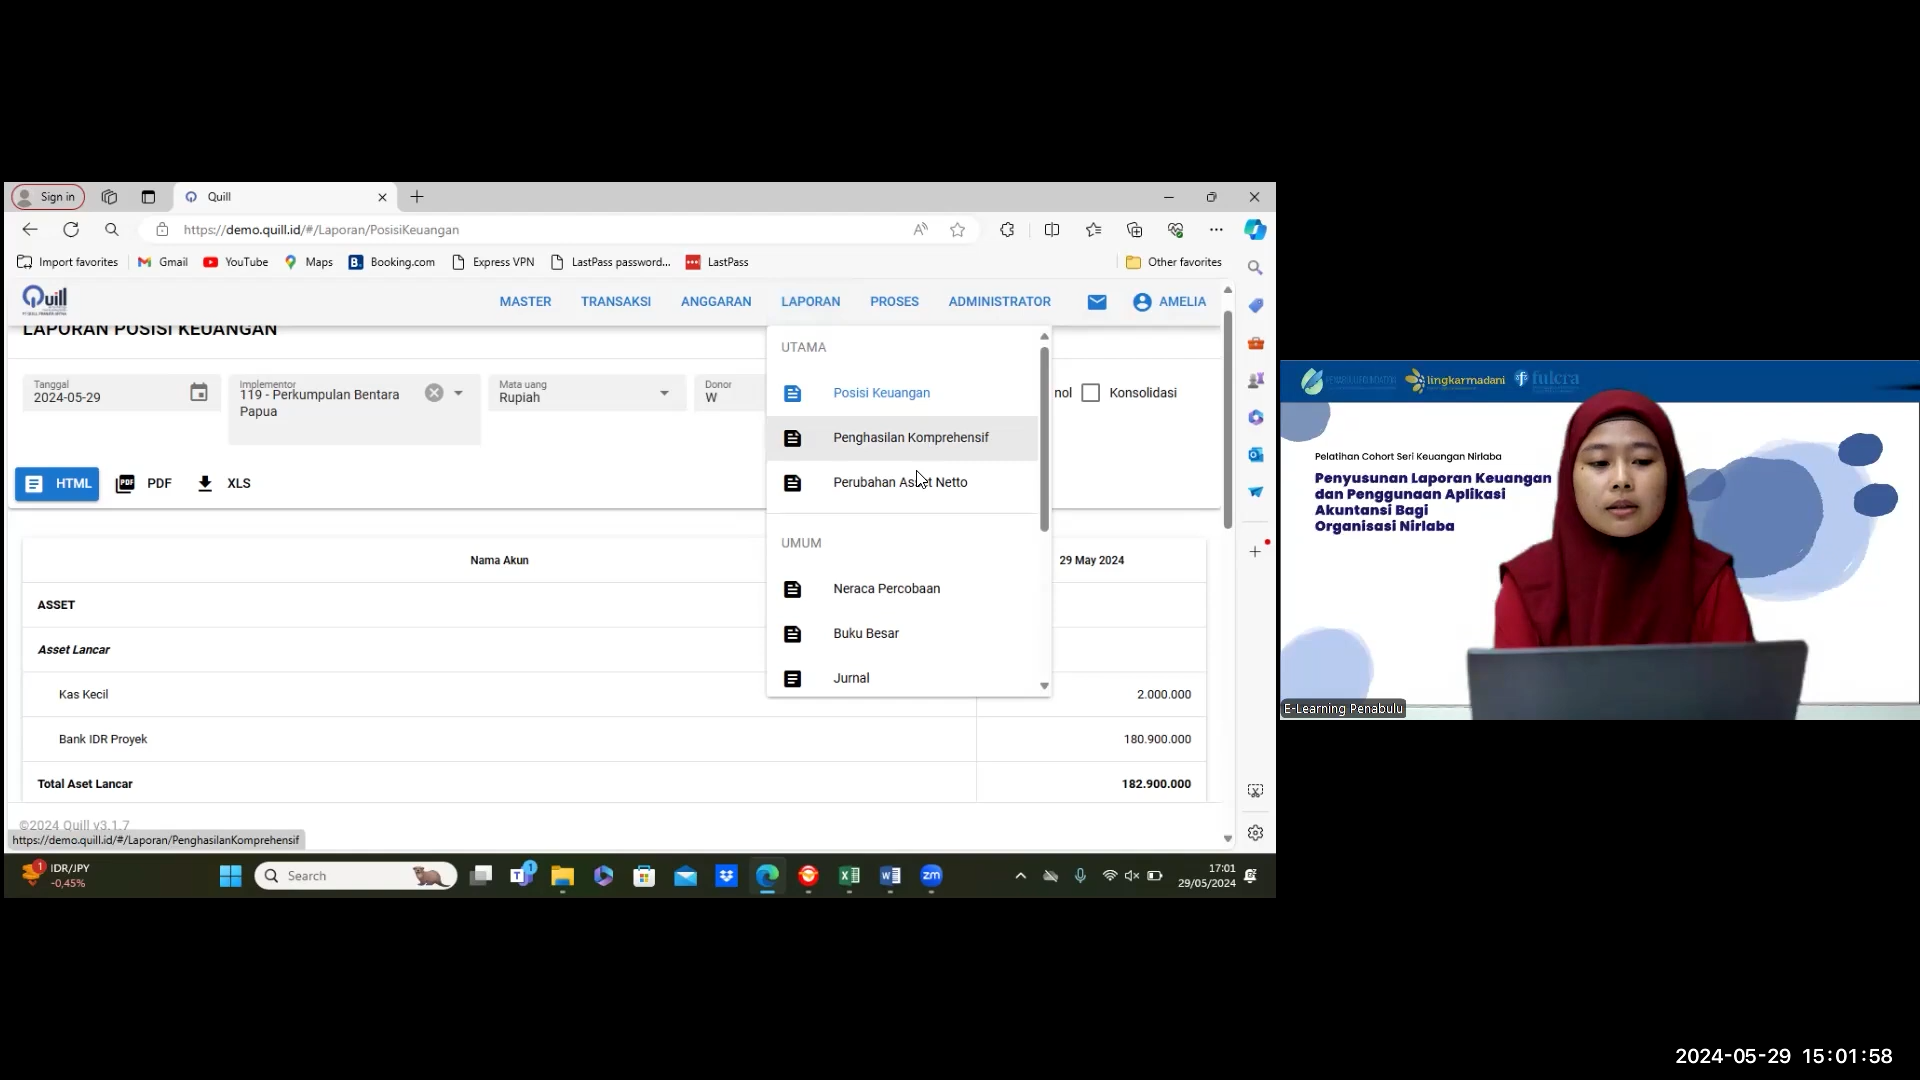 Sign in
Quill
https://demo.quill.id/#/Laporan/PosisiKeuangan
Import favorites
Gmail
YouTube
Maps
Booking.com
Express VPN
LastPass password...
LastPass
Other favorites
Quill
MASTER
TRANSAKSI
ANGGARAN
LAPORAN
PROSES
ADMINISTRATOR
AMELIA
LAPORAN POSISI KEUANGAN
Tanggal
2024-05-29
Implementor
119 - Perkumpulan Bentara
Papua
Mata uang
Rupiah
Donor
W
nol
Konsolidasi
HTML
PDF
XLS
UTAMA
Posisi Keuangan
Penghasilan Komprehensif
Perubahan Asset Netto
UMUM
Neraca Percobaan
Buku Besar
Jurnal
Nama Akun
29 May 2024
ASSET
Asset Lancar
Kas Kecil
2.000.000
Bank IDR Proyek
180.900.000
Total Aset Lancar
182.900.000
©2024 Quill v3.1.7
https://demo.quill.id/#/Laporan/PenghasilanKomprehensif
IDR/JPY
-0,45%
Search
17:01
29/05/2024
lingkarmadani
fulcra
Pelatihan Cohort Seri Keuangan Nirlaba
Penyusunan Laporan Keuangan
dan Penggunaan Aplikasi
Akuntansi Bagi
Organisasi Nirlaba
E-Learning Penabulu
2024-05-29 15:01:58